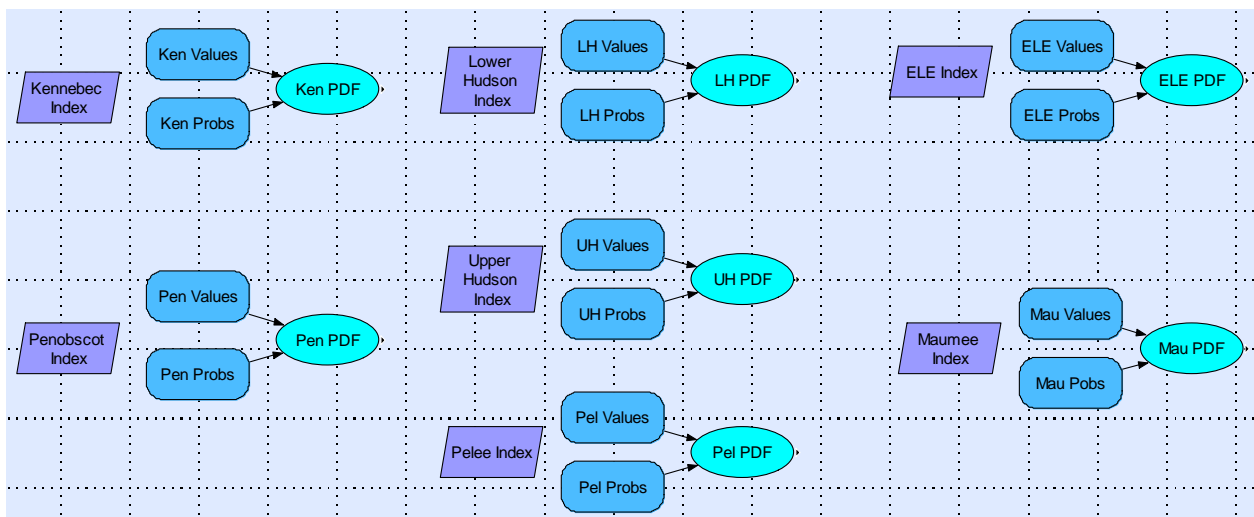 Ken Values
Kennebec
Index
Ken PDF
Ken Probs
LH Values
Lower
Hudson
Index
LH PDF
LH Probs
ELE Values
ELE Index
ELE PDF
ELE Probs
Pen Values
Penobscot
Index
Pen PDF
Pen Probs
UH Values
Upper
Hudson
Index
UH PDF
UH Probs
Mau Values
Maumee
Index
Mau PDF
Mau Pobs
Pel Values
Pelee Index
Pel PDF
Pel Probs